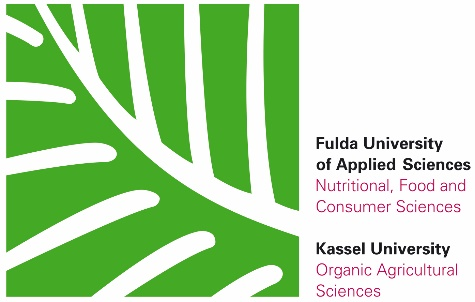 Fulda University
of Applied Sciences
Nutritional, Food and
Consumer Sciences
Kassel University
Organic Agricultural
Sciences